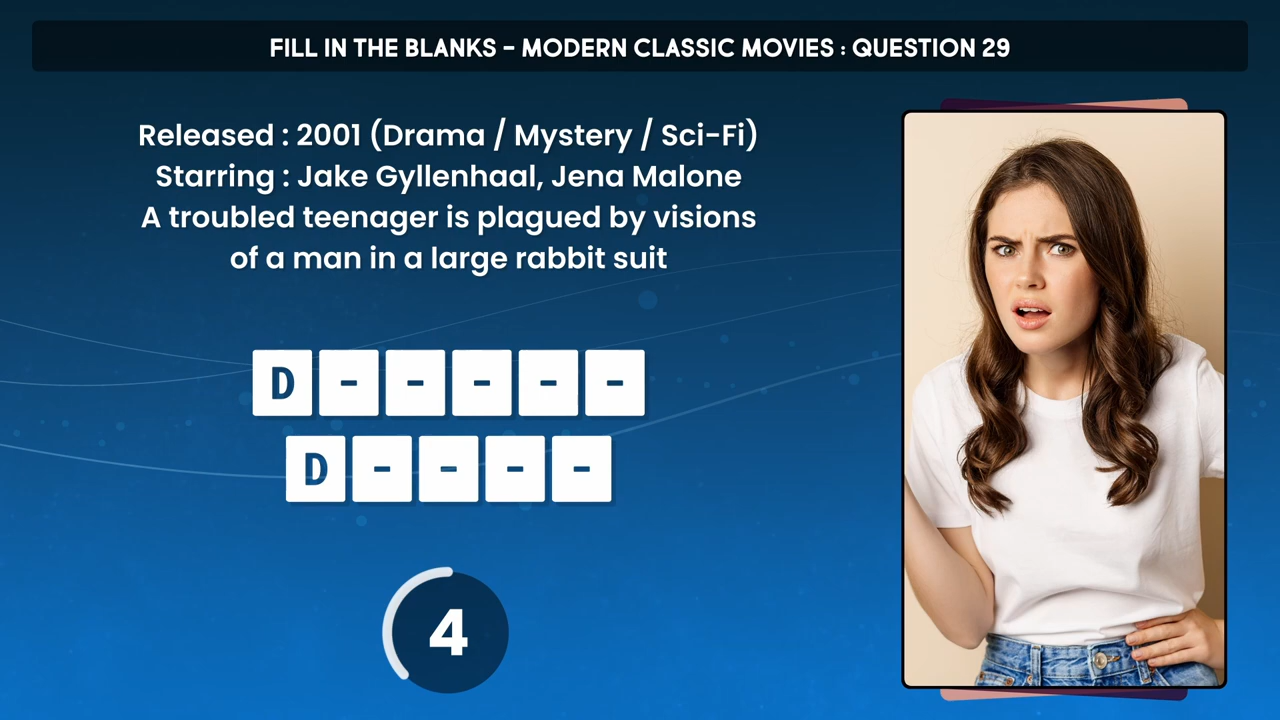 FILL IN THE BLANKS - MODERN CLASSIC MOVIES : QUESTION 29
Released : 2001 (Drama / Mystery / Sci-Fi)
Starring : Jake Gyllenhaal, Jena Malone
A troubled teenager is plagued by visions
of a man in a large rabbit suit
D - - - - -
D - - - -
4